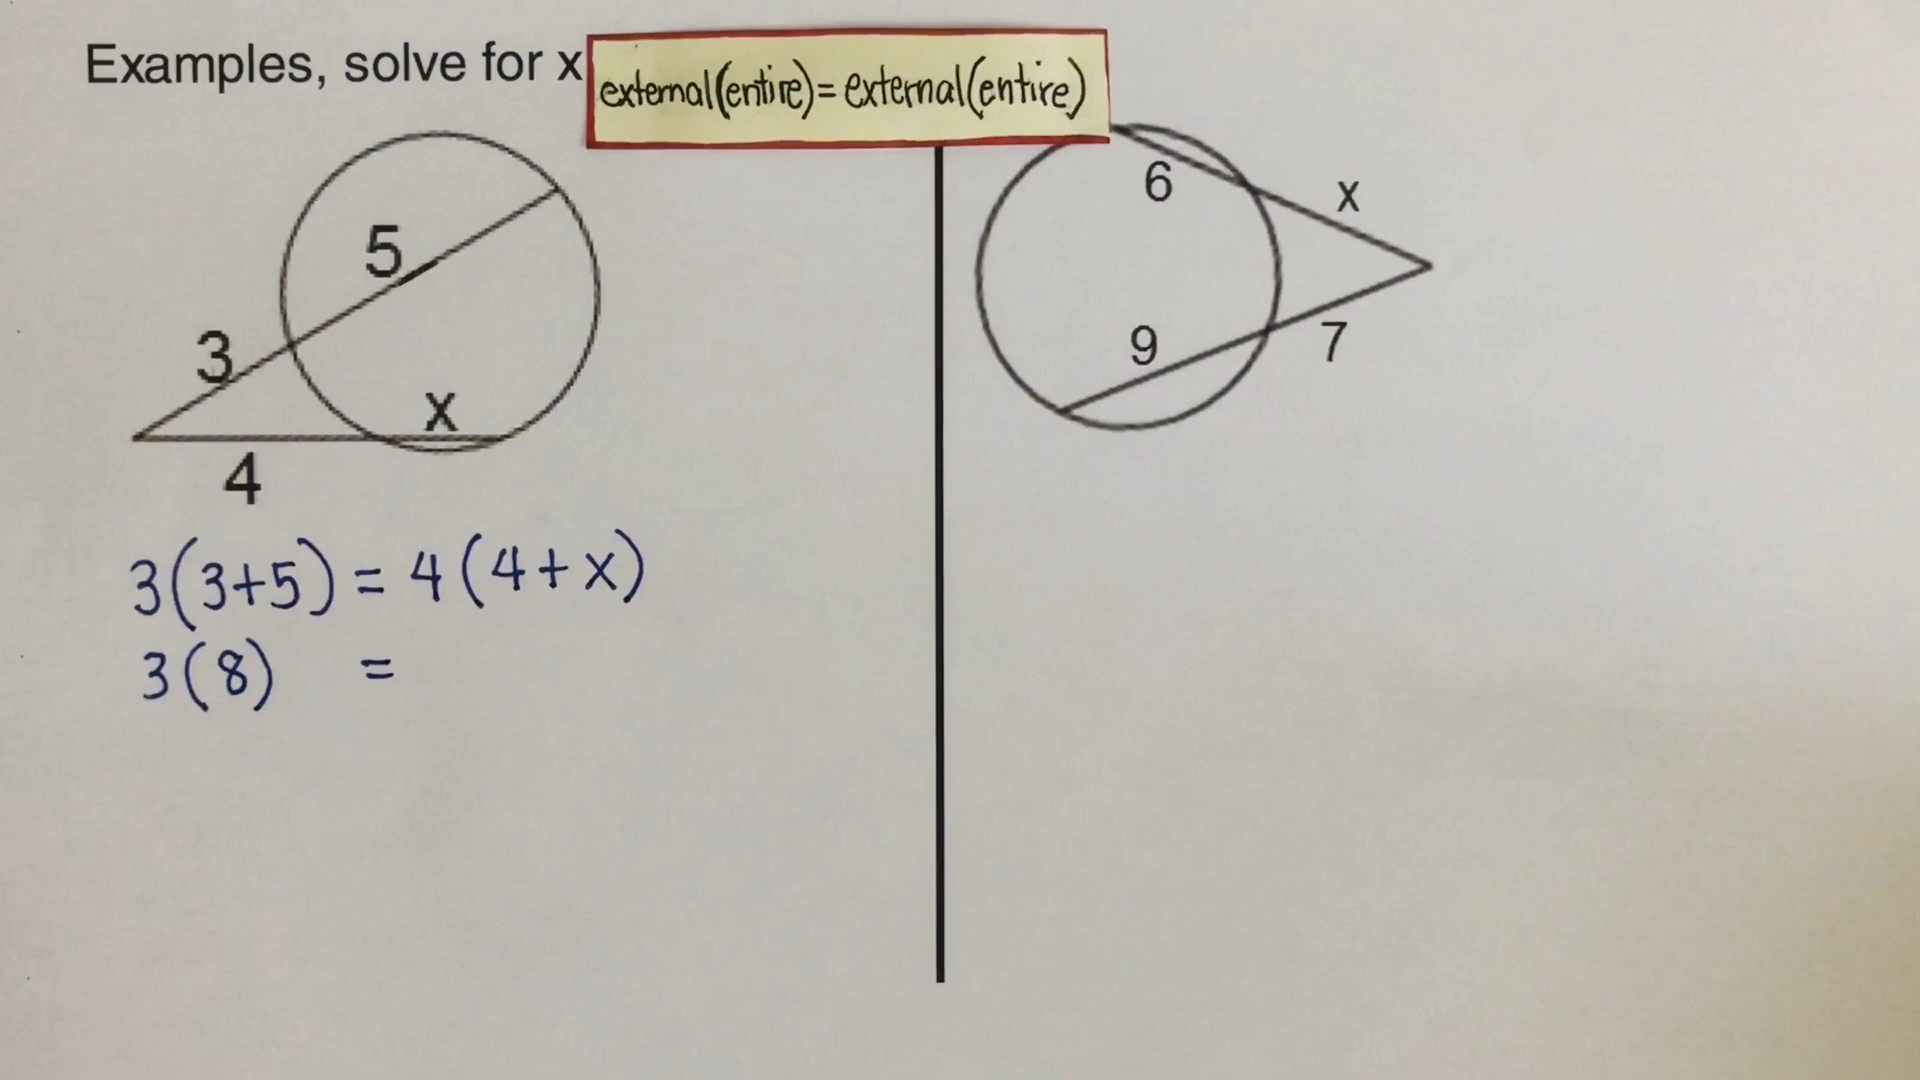 Examples, solve for x
external(entire)=external(entire)
5
3
x
4
3(3+5)=4(4+x)
3(8) =
6
x
9
7